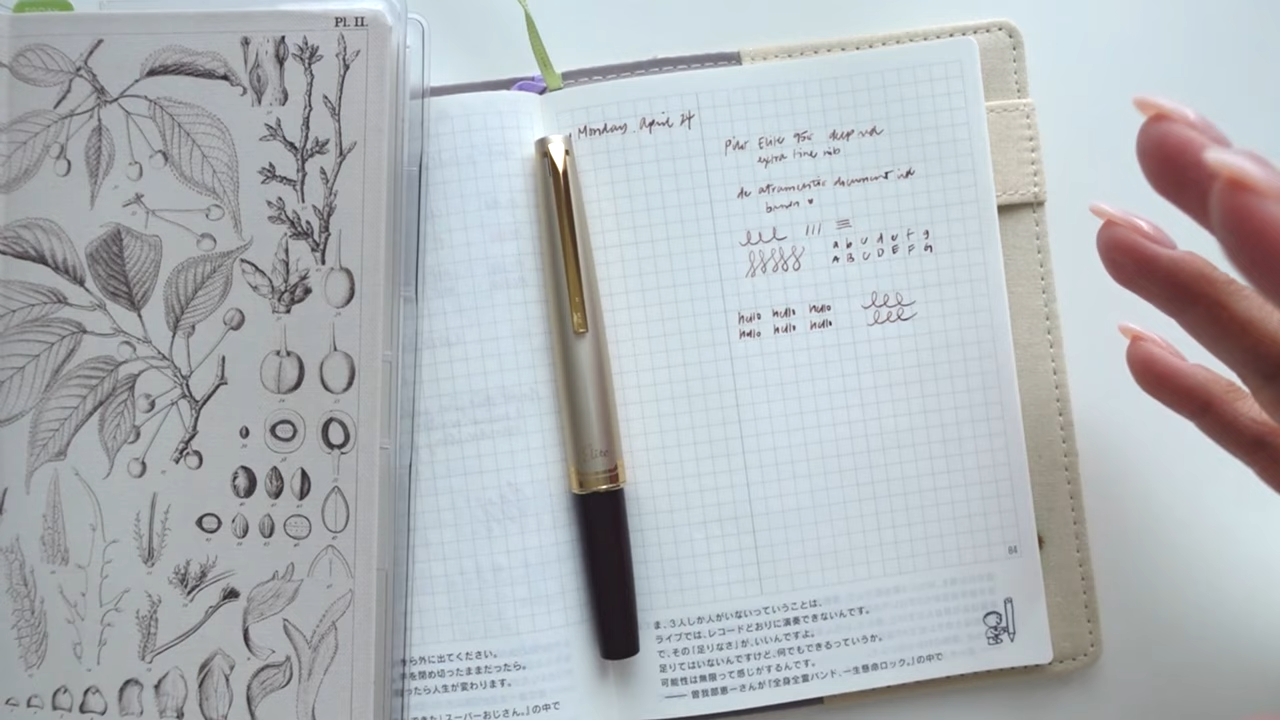 TODAY
Pl. II.
Monday April 24
Pilot Elite 95s deep red
extra fine nib
de atramentis document ink
hello hello hello
hello hello hello
a b c d e f g
A B C D E F G
Elite
84
ま、3人しか人がいないっていうことは、
ライブでは、レコードどおりに演奏できないんです。
で、その「足りなさ」が、いいんですよ。
足りてはいないんですけど、何でもできるっていうか。
可能性は無限って感じがするんです。
—— 曽我部恵一さんが『全身全霊バンド、一生懸命ロック。』の中で
ら外に出てください。
を閉め切ったままだったら、
ったら人生が変わります。
できた「スーパーおじさん。』の中で